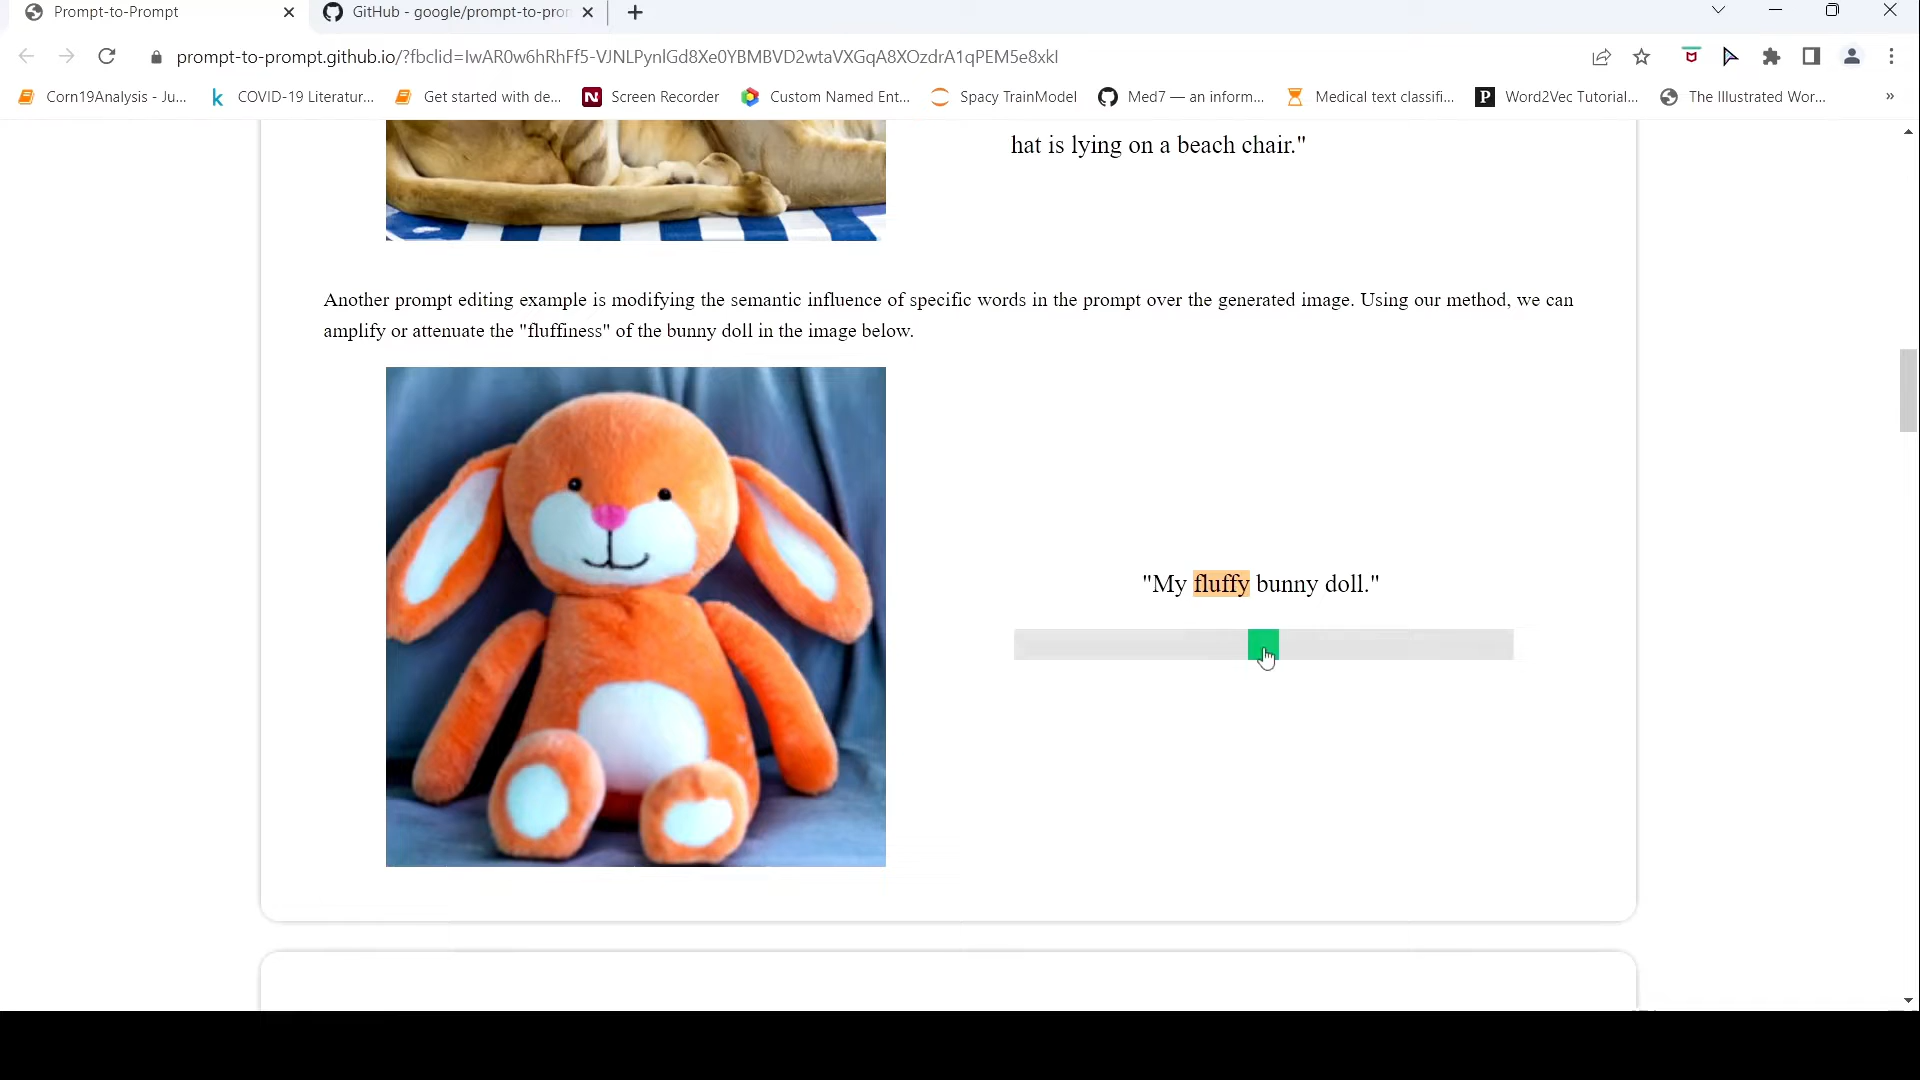 Prompt-to-Prompt
GitHub - google/prompt-to-pron
prompt-to-prompt.github.io/?fbclid=IwAR0w6hRhFf5-VJNLPynlGd8Xe0YBMBVD2wtaVXGqA8XOzdrA1qPEM5e8xkI
Corn19Analysis - Ju... COVID-19 Literatur... Get started with de... Screen Recorder Custom Named Ent... Spacy TrainModel Med7 — an inform... Medical text classifi... Word2Vec Tutorial... The Illustrated Wor... »
hat is lying on a beach chair."
Another prompt editing example is modifying the semantic influence of specific words in the prompt over the generated image. Using our method, we can
amplify or attenuate the "fluffiness" of the bunny doll in the image below.
"My fluffy bunny doll."